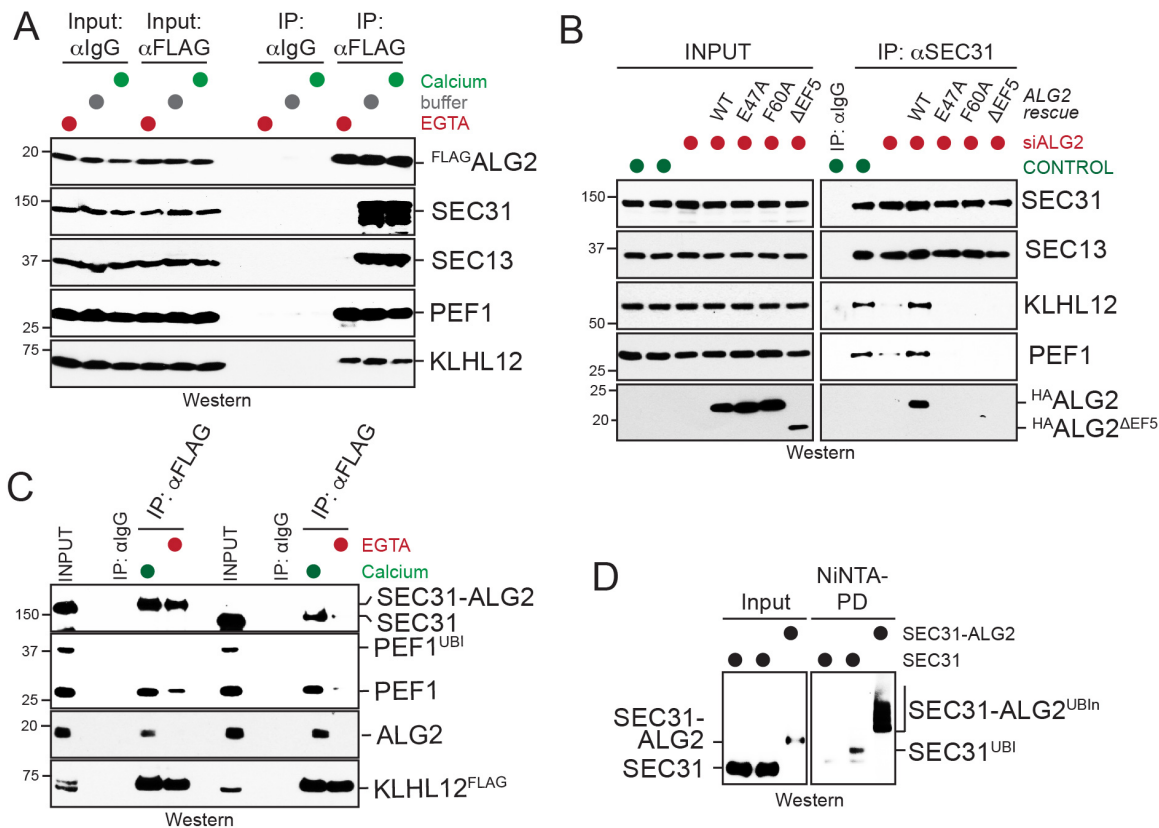 A
Input: αIgG
Input: αFLAG
IP: αIgG
IP: αFLAG
Calcium
buffer
EGTA
20
FLAGALG2
150
SEC31
37
SEC13
25
PEF1
75
KLHL12
Western
B
INPUT
IP: αSEC31
WT
E47A
F60A
ΔEF5
IP: αIgG
WT
E47A
F60A
ΔEF5
ALG2 rescue
siALG2
CONTROL
150
SEC31
37
SEC13
50
KLHL12
25
PEF1
25
20
HAALG2
HAALG2ΔEF5
Western
C
INPUT
IP: αIgG
IP: αFLAG
INPUT
IP: αIgG
IP: αFLAG
EGTA
Calcium
150
SEC31-ALG2
SEC31
37
PEF1UBI
25
PEF1
20
ALG2
75
KLHL12FLAG
Western
D
Input
NiNTA-
PD
SEC31-ALG2
SEC31
SEC31-
ALG2
SEC31
SEC31-ALG2UBIn
SEC31UBI
Western